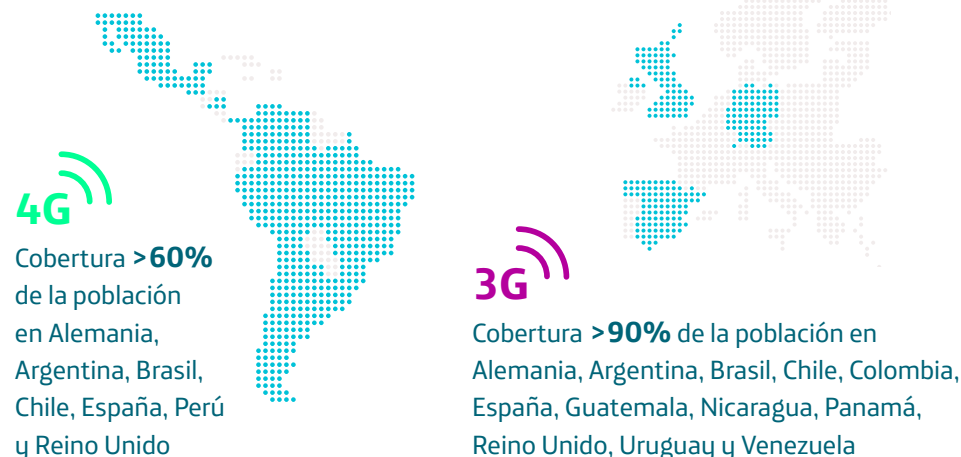 4G
Cobertura >60%
de la población
en Alemania,
Argentina, Brasil,
Chile, España, Perú
y Reino Unido
3G
Cobertura >90% de la población en
Alemania, Argentina, Brasil, Chile, Colombia,
España, Guatemala, Nicaragua, Panamá,
Reino Unido, Uruguay y Venezuela